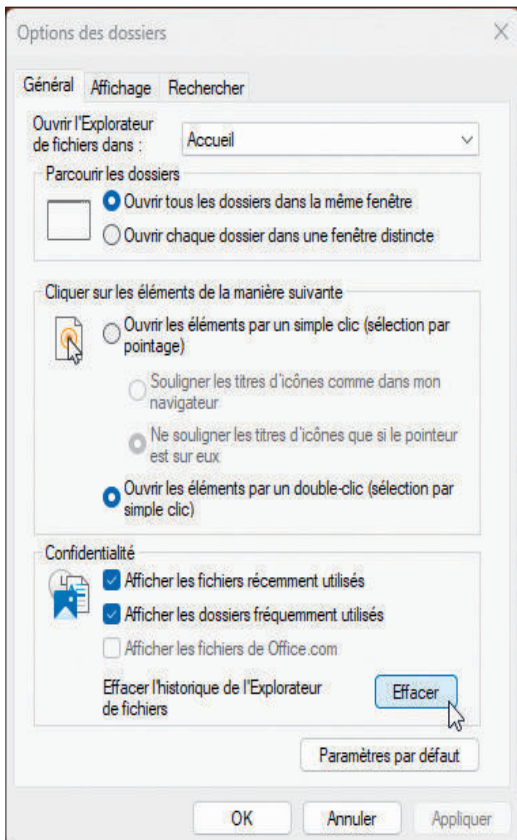 Options des dossiers
Général Affichage Rechercher
Ouvrir l'Explorateur
de fichiers dans :
Accueil
Parcourir les dossiers
Ouvrir tous les dossiers dans la même fenêtre
Ouvrir chaque dossier dans une fenêtre distincte
Cliquer sur les éléments de la manière suivante
Ouvrir les éléments par un simple clic (sélection par
pointage)
Souligner les titres d'icônes comme dans mon
navigateur
Ne souligner les titres d'icônes que si le pointeur
est sur eux
Ouvrir les éléments par un double-clic (sélection par
simple clic)
Confidentialité
Afficher les fichiers récemment utilisés
Afficher les dossiers fréquemment utilisés
Afficher les fichiers de Office.com
Effacer l'historique de l'Explorateur
de fichiers
Effacer
Paramètres par défaut
OK Annuler Appliquer